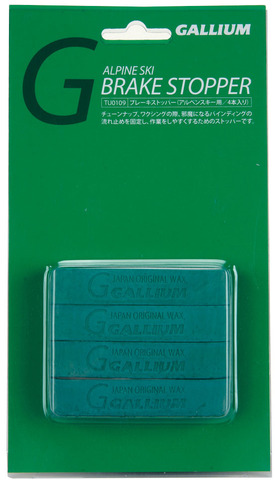 GALLIUM
G
ALPINE SKI
BRAKE STOPPER
TU0109 ブレーキストッパー(アルペンスキー用/4本入り)
チューンナップ、ワクシングの際、邪魔になるバインディングの
流れ止めを固定し、作業をしやすくするためのストッパーです。
JAPAN ORIGINAL WAX
GALLIUM
JAPAN ORIGINAL WAX
GALLIUM
JAPAN ORIGINAL WAX
GALLIUM
JAPAN ORIGINAL WAX
GALLIUM